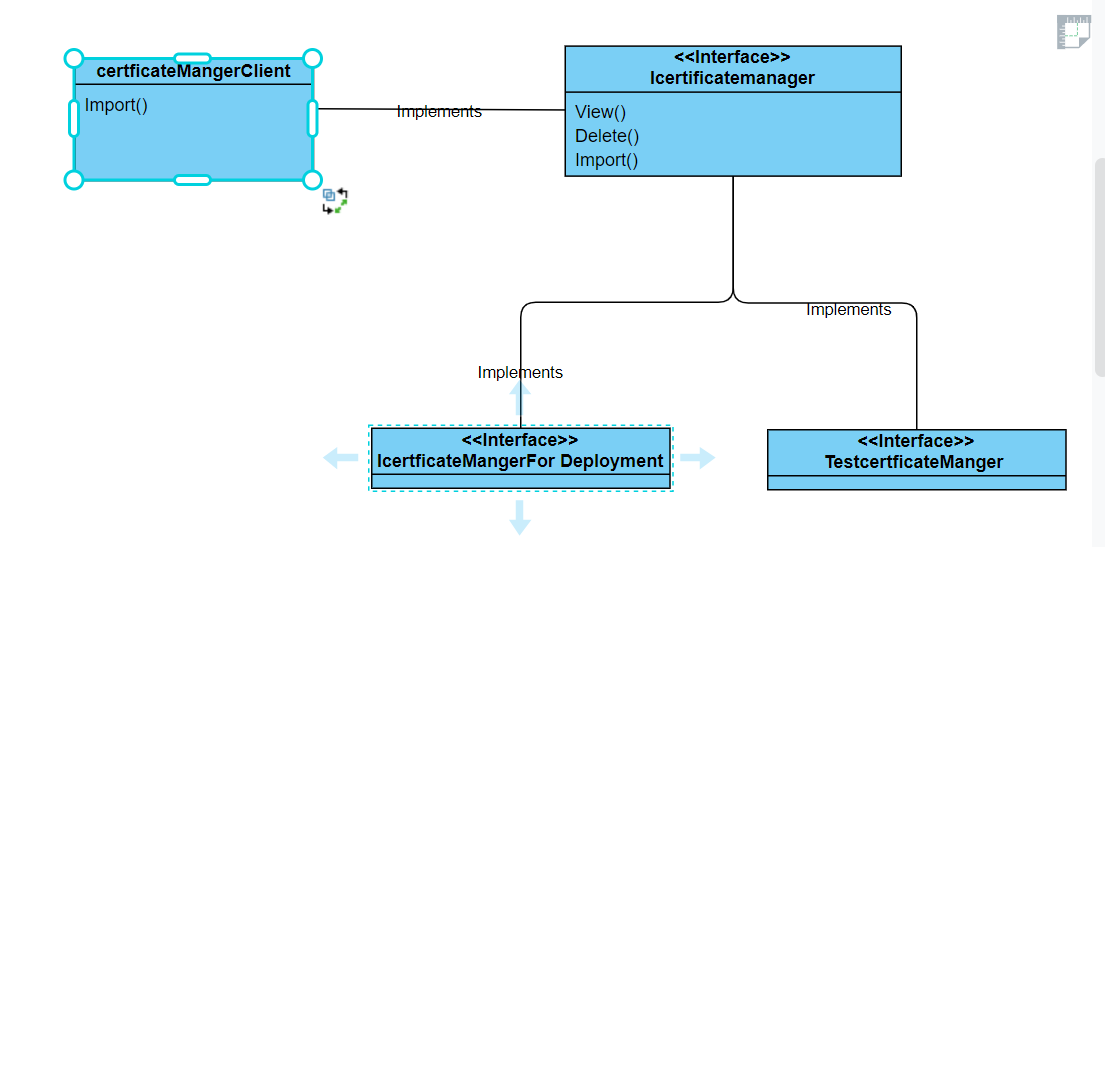 certficateMangerClient
Import()
Implements
<<Interface>>
Icertificatemanager
View()
Delete()
Import()
Implements
Implements
<<Interface>>
IcertficateMangerFor Deployment
<<Interface>>
TestcertficateManger